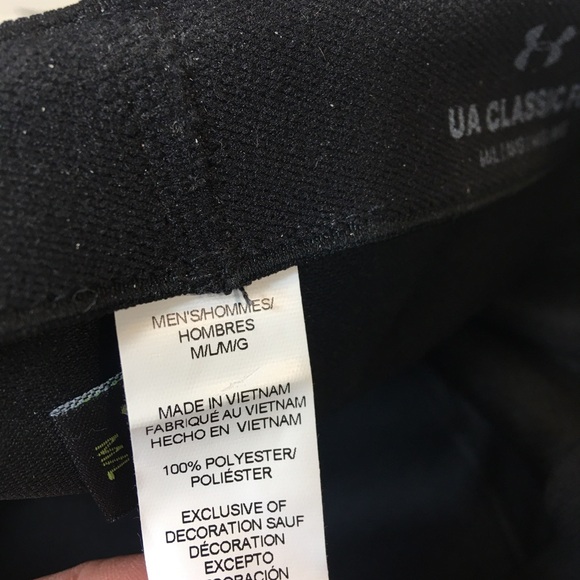 UA CLASSIC
MEN'S/HOMMES/
HOMBRES
M/L/M/G
MADE IN VIETNAM
FABRIQUÉ AU VIETNAM
HECHO EN VIETNAM
100% POLYESTER/
POLIÉSTER
EXCLUSIVE OF
DECORATION SAUF
DÉCORATION
EXCEPTO